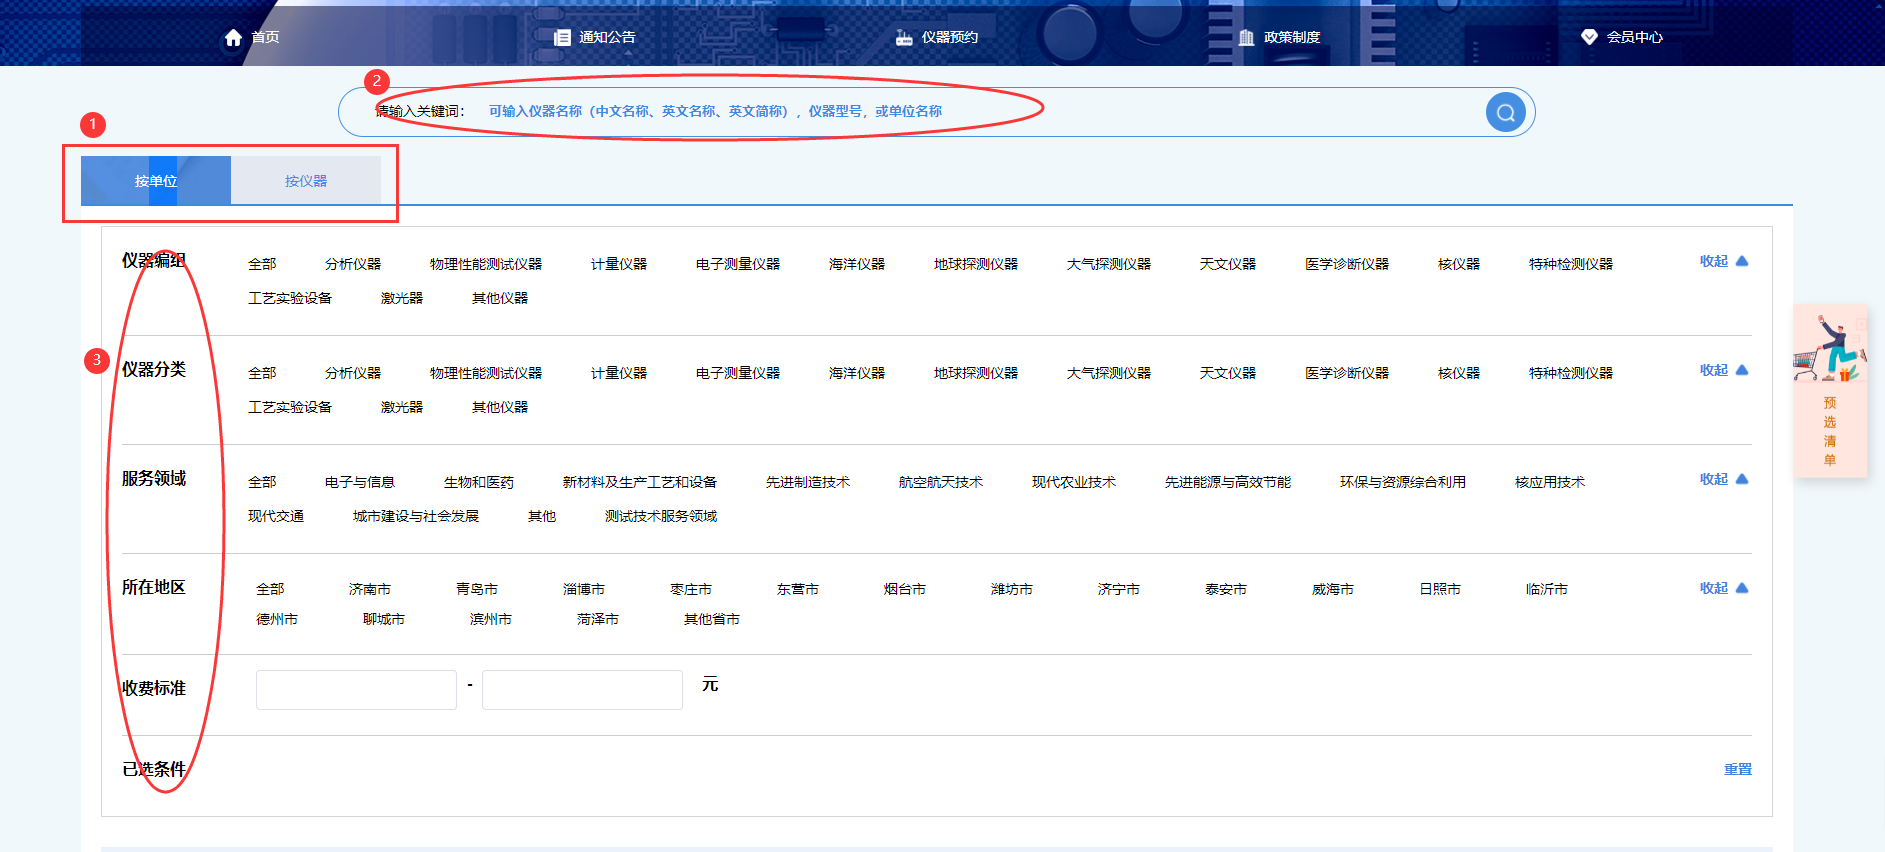 首页 通知公告 仪器预约 政策制度 会员中心
2
请输入关键词： 可输入仪器名称（中文名称、英文名称、英文简称），仪器型号，或单位名称
1
按单位 按仪器
仪器编组 全部 分析仪器 物理性能测试仪器 计量仪器 电子测量仪器 海洋仪器 地球探测仪器 大气探测仪器 天文仪器 医学诊断仪器 核仪器 特种检测仪器 收起
工艺实验设备 激光器 其他仪器
3
仪器分类 全部 分析仪器 物理性能测试仪器 计量仪器 电子测量仪器 海洋仪器 地球探测仪器 大气探测仪器 天文仪器 医学诊断仪器 核仪器 特种检测仪器 收起
工艺实验设备 激光器 其他仪器
服务领域 全部 电子与信息 生物和医药 新材料及生产工艺和设备 先进制造技术 航空航天技术 现代农业技术 先进能源与高效节能 环保与资源综合利用 核应用技术 收起
现代交通 城市建设与社会发展 其他 测试技术服务领域
所在地区 全部 济南市 青岛市 淄博市 枣庄市 东营市 烟台市 潍坊市 济宁市 泰安市 威海市 日照市 临沂市 收起
德州市 聊城市 滨州市 菏泽市 其他省市
收费标准 - 元
已选条件 重置
预
选
清
单